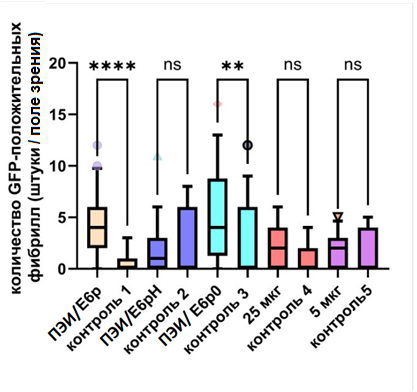 количество GFP-положительных
фибрилл (штуки / поле зрения)
20
15
10
5
0
**** ns ** ns ns
ПЭИ/Е6р
контроль 1
ПЭИ/Е6рН
контроль 2
ПЭИ/ Е6р0
контроль 3
25 мкг
контроль 4
5 мкг
контроль5